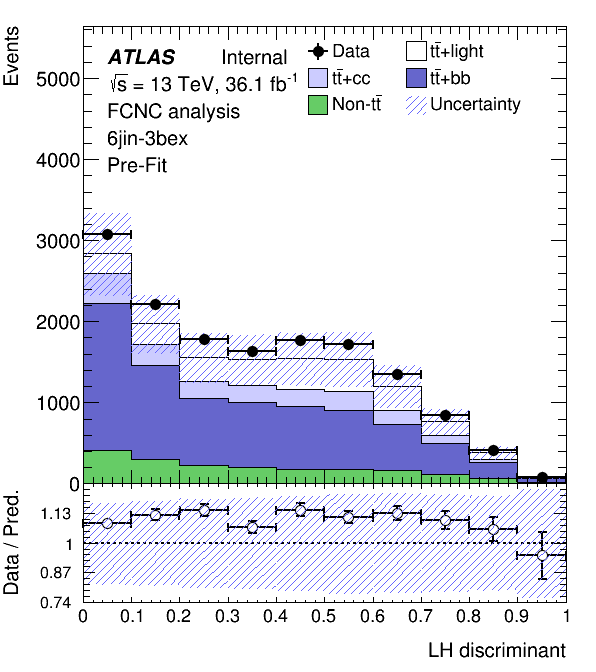 Events
ATLAS Internal
√s = 13 TeV, 36.1 fb⁻¹
FCNC analysis
6jin-3bex
Pre-Fit
Data
tt̄+light
tt̄+cc
tt̄+bb
Non-tt̄
Uncertainty
5000
4000
3000
2000
1000
0
Data / Pred.
1.13
1
0.87
0.74
0 0.1 0.2 0.3 0.4 0.5 0.6 0.7 0.8 0.9 1
LH discriminant